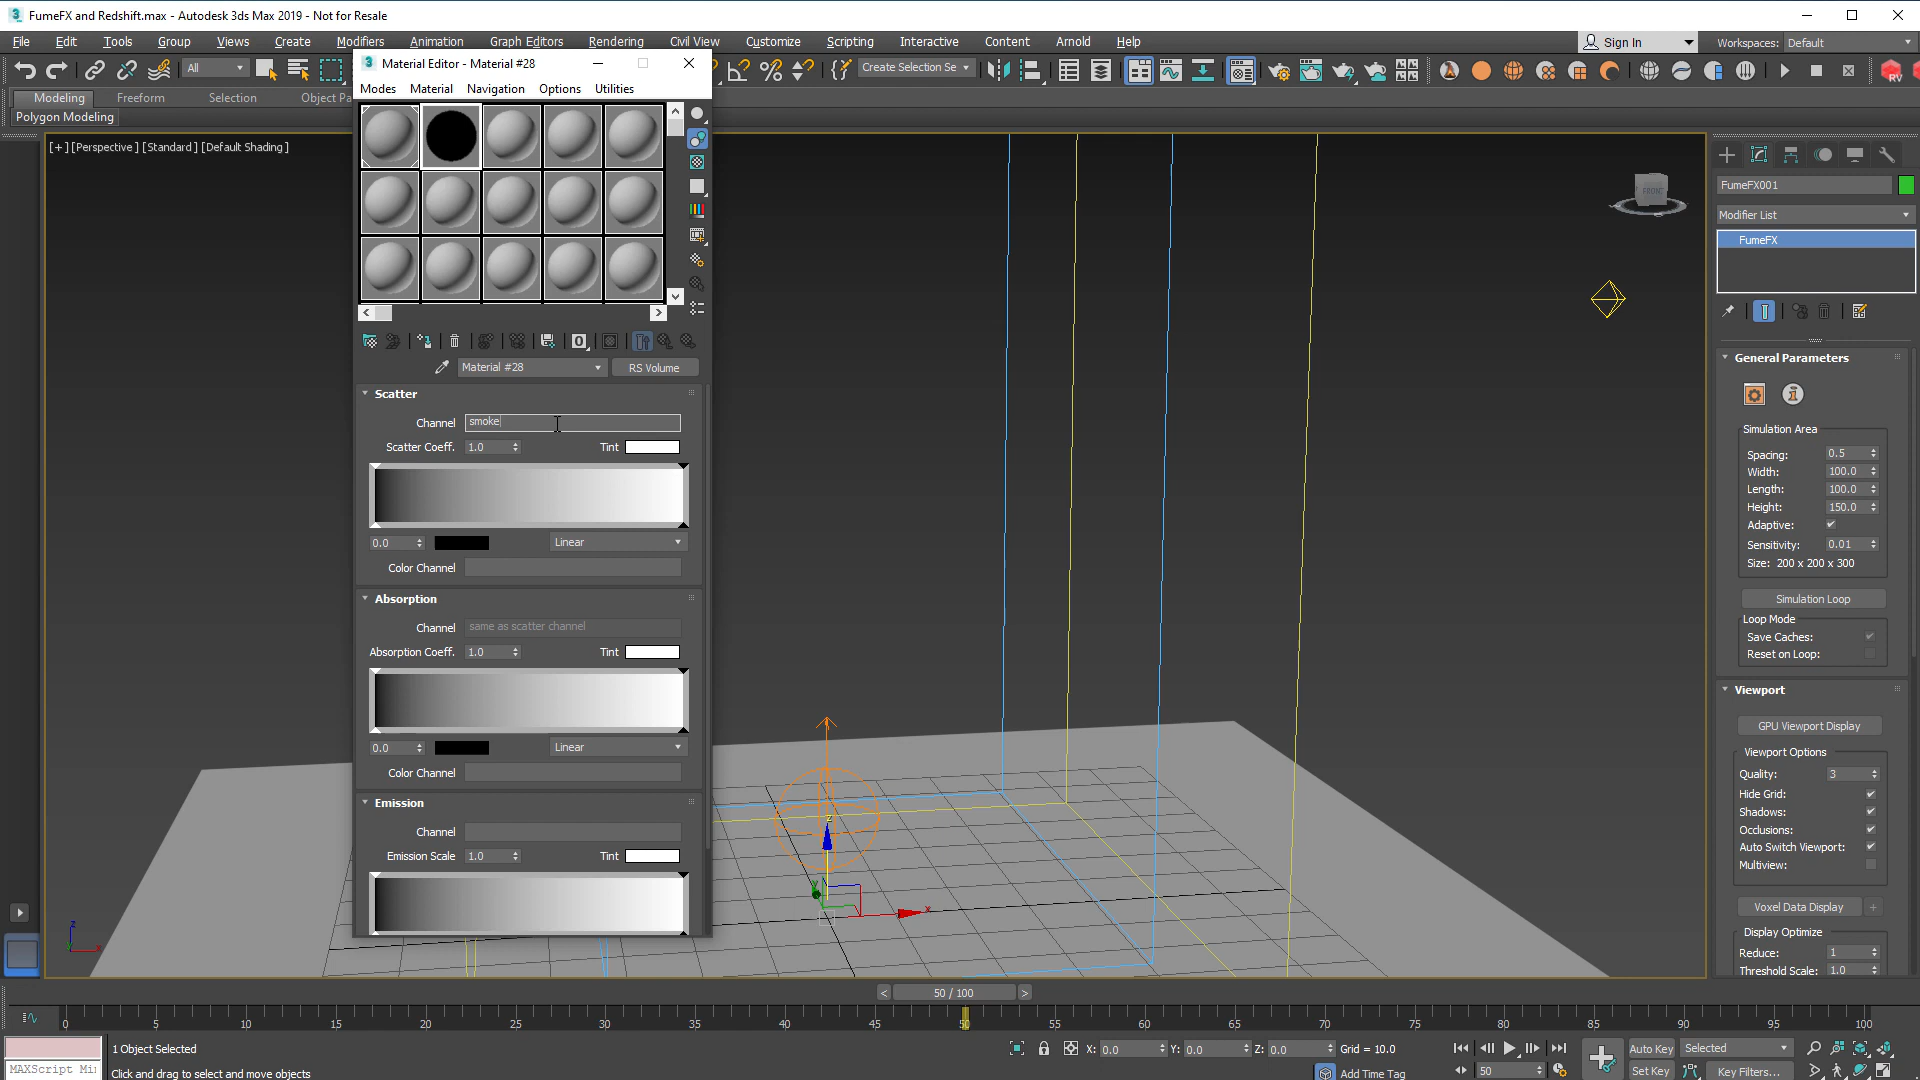 FumeFX and Redshift.max - Autodesk 3ds Max 2019 - Not for Resale
File Edit Tools Group Views Create Modifiers Animation Graph Editors Rendering Civil View Customize Scripting Interactive Content Arnold Help
Sign In
Workspaces: Default
All
Create Selection Se
RV
Modeling Freeform Selection Object Pa
Polygon Modeling
[+] [Perspective] [Standard] [Default Shading]
Material Editor - Material #28
Modes Material Navigation Options Utilities
Material #28
RS Volume
Scatter
Channel smoke
Scatter Coeff. 1.0 Tint
0.0 Linear
Color Channel
Absorption
Channel same as scatter channel
Absorption Coeff. 1.0 Tint
0.0 Linear
Color Channel
Emission
Channel
Emission Scale 1.0 Tint
FRONT
z
x
y
z
x
FumeFX001
Modifier List
FumeFX
General Parameters
Simulation Area
Spacing: 0.5
Width: 100.0
Length: 100.0
Height: 150.0
Adaptive:
Sensitivity: 0.01
Size: 200 x 200 x 300
Simulation Loop
Loop Mode
Save Caches:
Reset on Loop:
Viewport
GPU Viewport Display
Viewport Options
Quality: 3
Hide Grid:
Shadows:
Occlusions:
Auto Switch Viewport:
Multiview:
Voxel Data Display +
Display Optimize
Reduce: 1
Threshold Scale: 1.0
< 50 / 100 >
0 5 10 15 20 25 30 35 40 45 50 55 60 65 70 75 80 85 90 95 100
1 Object Selected
MAXScript Mi
Click and drag to select and move objects
X: 0.0 Y: 0.0 Z: 0.0 Grid = 10.0
Add Time Tag
50
Auto Key Selected
Set Key Key Filters...